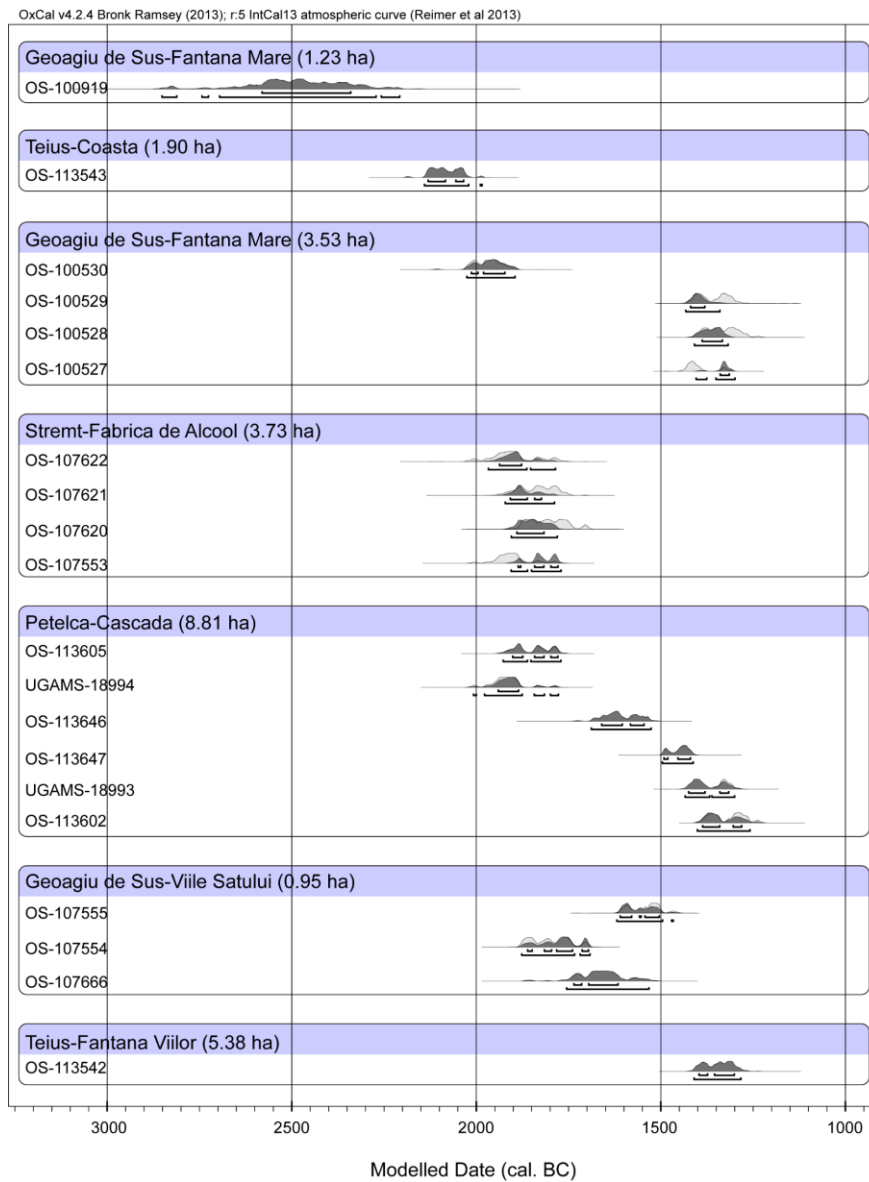 OxCal v4.2.4 Bronk Ramsey (2013); r:5 IntCal13 atmospheric curve (Reimer et al 2013)
Geoagiu de Sus-Fantana Mare (1.23 ha)
OS-100919
Teius-Coasta (1.90 ha)
OS-113543
Geoagiu de Sus-Fantana Mare (3.53 ha)
OS-100530
OS-100529
OS-100528
OS-100527
Stremt-Fabrica de Alcool (3.73 ha)
OS-107622
OS-107621
OS-107620
OS-107553
Petelca-Cascada (8.81 ha)
OS-113605
UGAMS-18994
OS-113646
OS-113647
UGAMS-18993
OS-113602
Geoagiu de Sus-Viile Satului (0.95 ha)
OS-107555
OS-107554
OS-107666
Teius-Fantana Viilor (5.38 ha)
OS-113542
3000 2500 2000 1500 1000
Modelled Date (cal. BC)